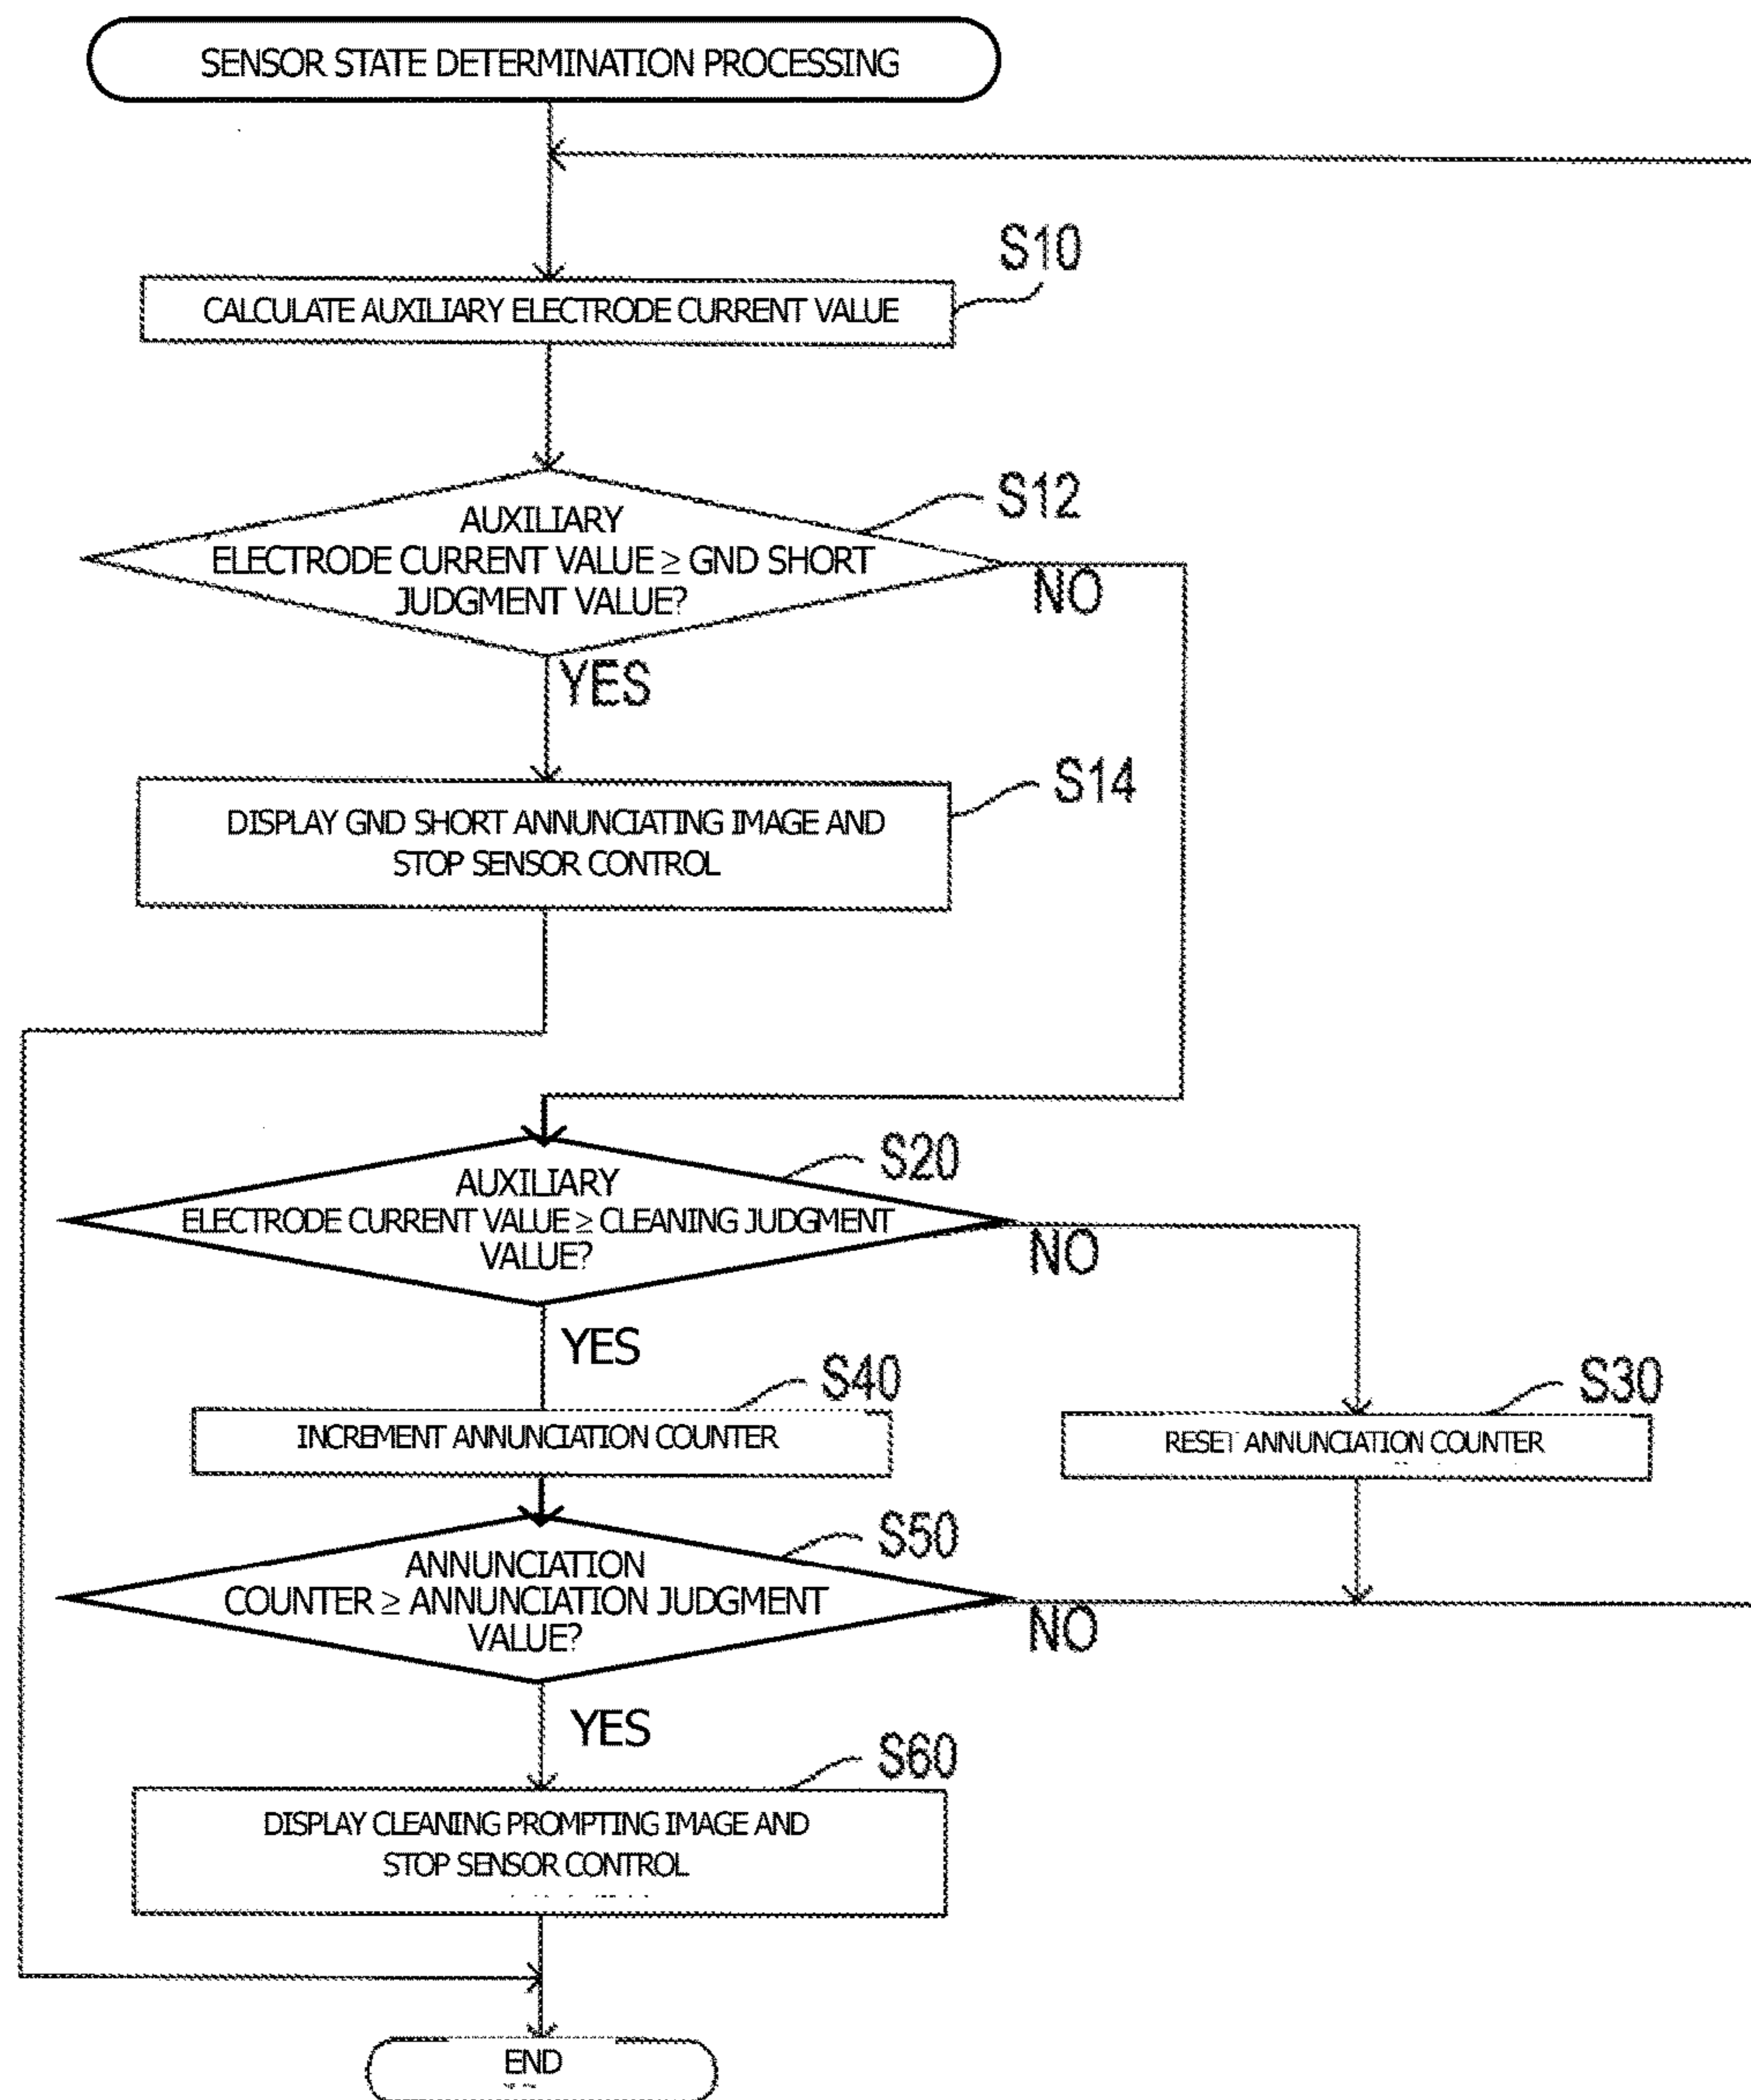 SENSOR STATE DETERMINATION PROCESSING
S10
CALCULATE AUXILIARY ELECTRODE CURRENT VALUE
S12
AUXILIARY
ELECTRODE CURRENT VALUE ≥ GND SHORT
JUDGMENT VALUE?
NO
YES
S14
DISPLAY GND SHORT ANNUNCIATING IMAGE AND
STOP SENSOR CONTROL
S20
AUXILIARY
ELECTRODE CURRENT VALUE ≥ CLEANING JUDGMENT
VALUE?
NO
YES
S40
INCREMENT ANNUNCIATION COUNTER
S30
RESET ANNUNCIATION COUNTER
S50
ANNUNCIATION
COUNTER ≥ ANNUNCIATION JUDGMENT
VALUE?
NO
YES
S60
DISPLAY CLEANING PROMPTING IMAGE AND
STOP SENSOR CONTROL
END